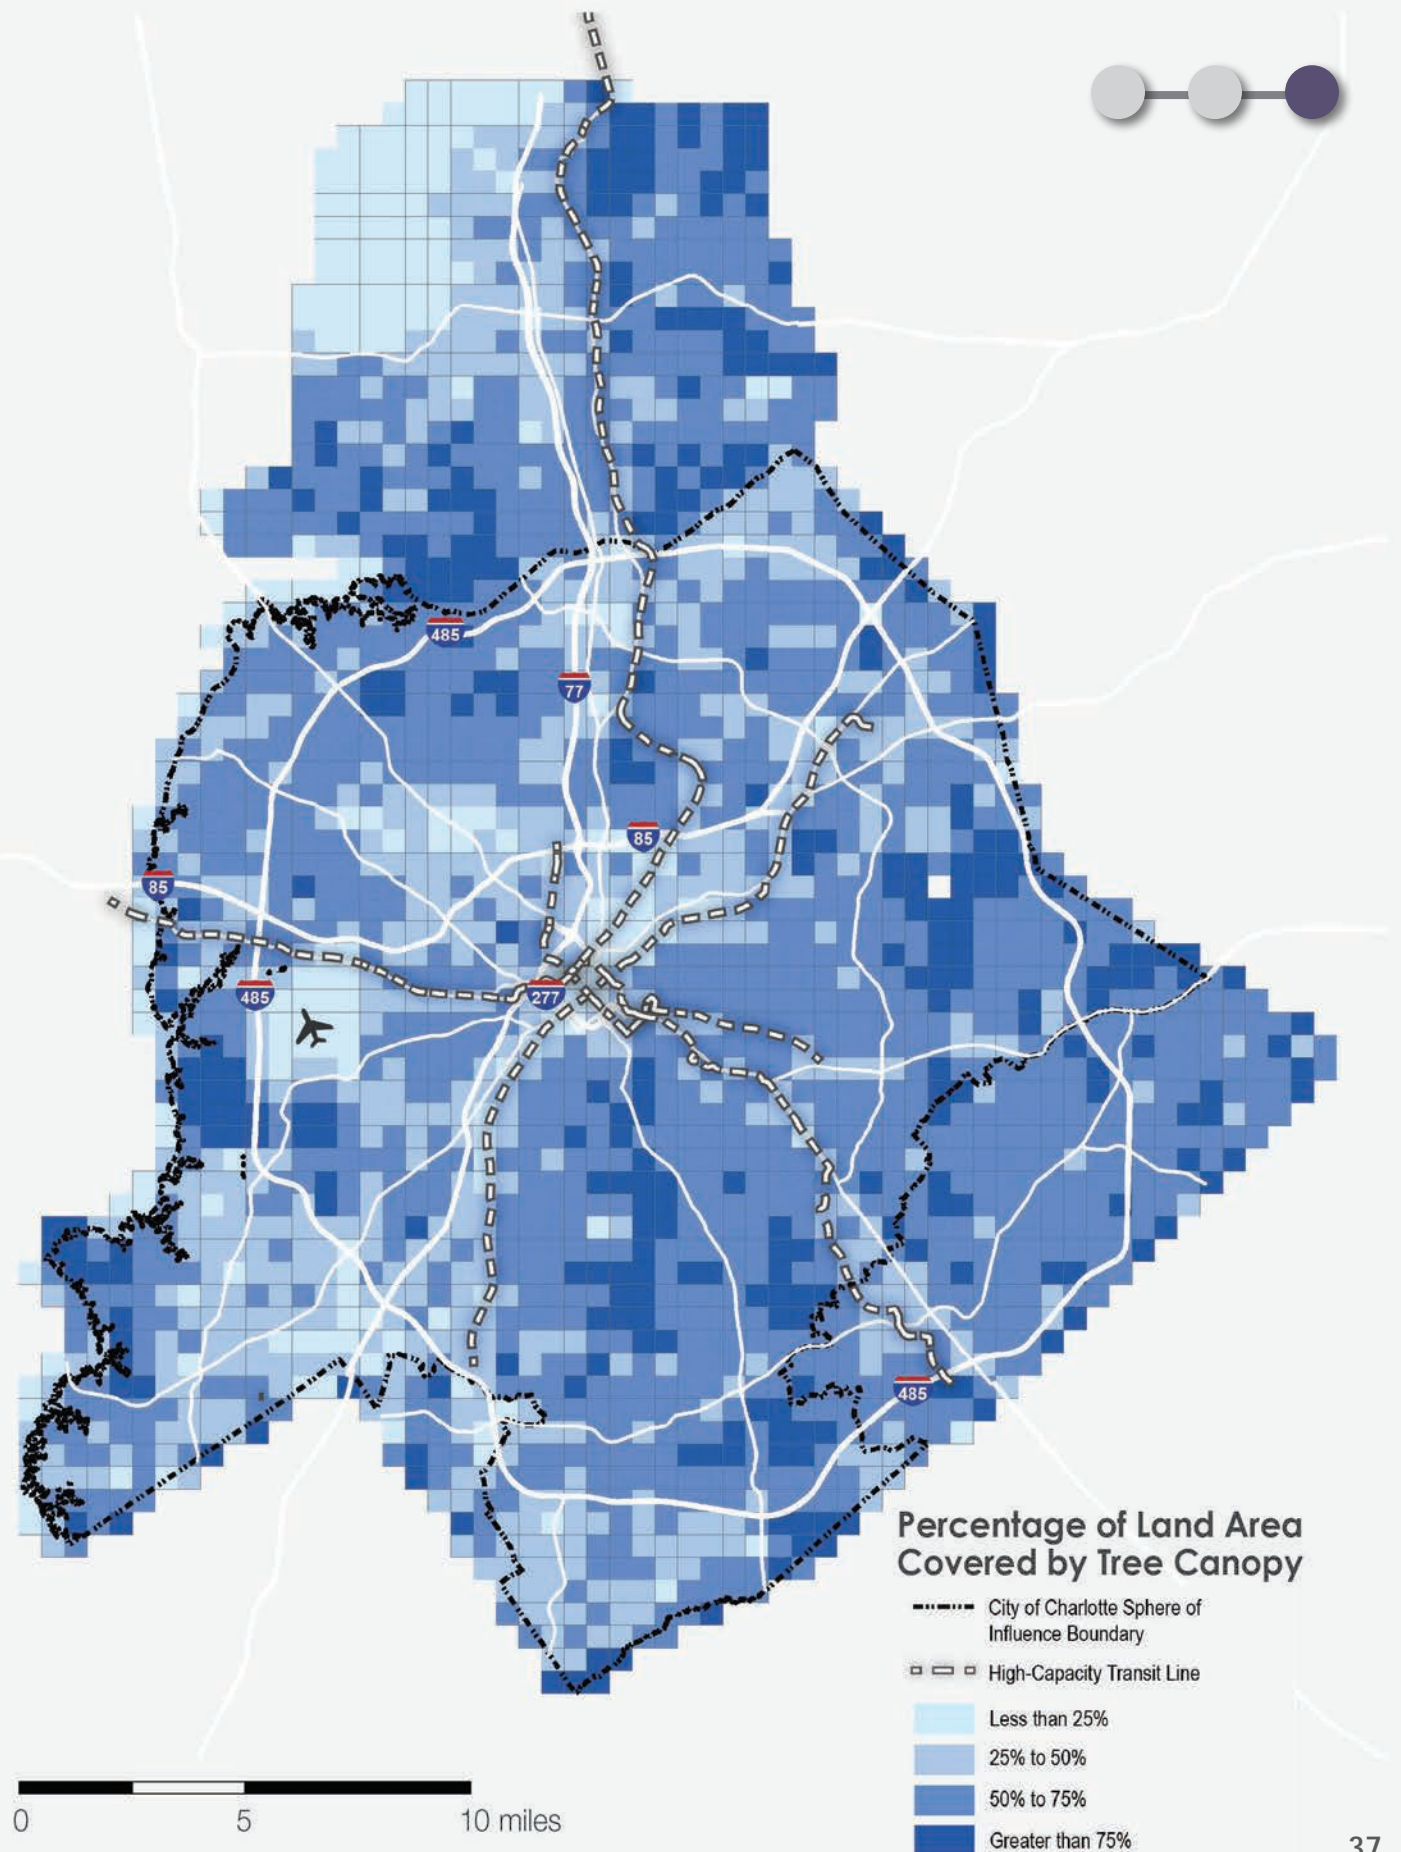 485
77
85
85
485
277
485
Percentage of Land Area
Covered by Tree Canopy
City of Charlotte Sphere of
Influence Boundary
High-Capacity Transit Line
Less than 25%
25% to 50%
50% to 75%
Greater than 75%
0 5 10 miles
37